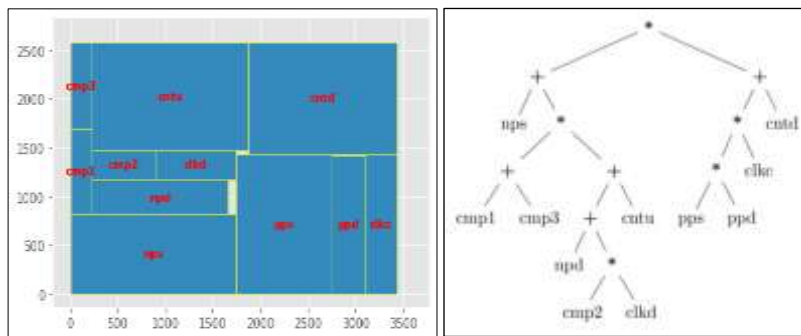 2500
2000
1500
1000
500
0
cmp3
cntu
cntd
cmp2
clkd
cmp1
npd
nps
pps
ppd
clkc
0 500 1000 1500 2000 2500 3000 3500
*
+ +
nps * * cntd
+ + * clkc
cmp1 cmp3 + cntu pps ppd
npd *
cmp2 clkd